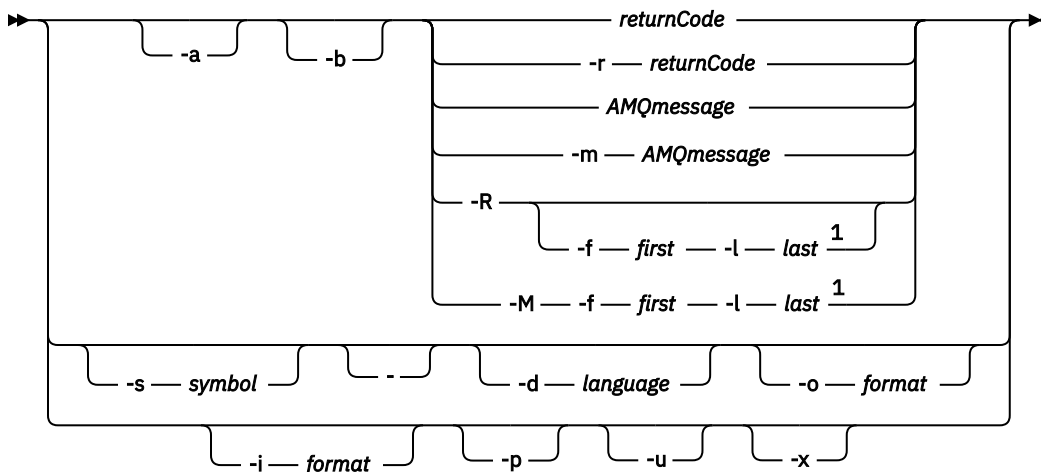 returnCode
-a -b
-r returnCode
AMQmessage
-m AMQmessage
-R
-f first -l last 1
-M -f first -l last 1
-s symbol - -d language -o format
-i format -p -u -x